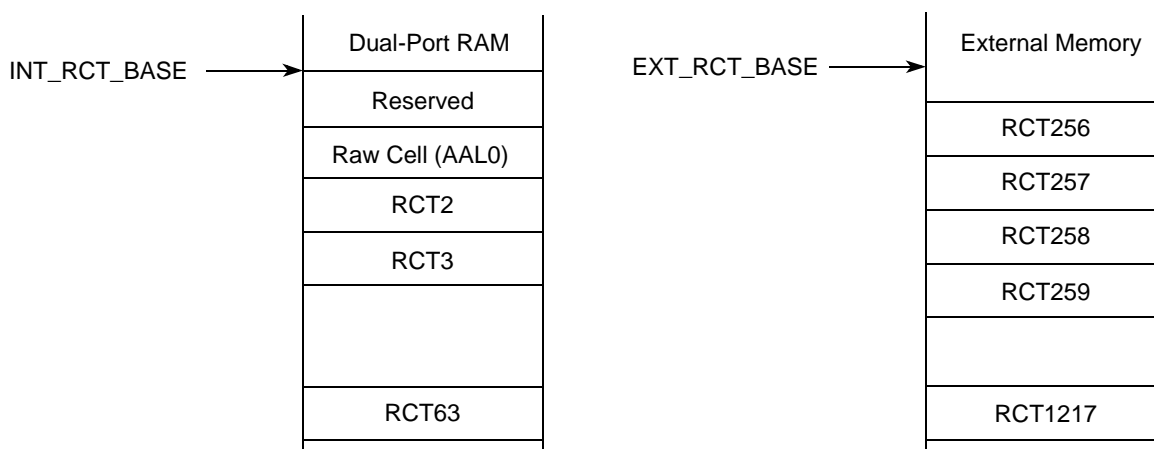 Dual-Port RAM
INT_RCT_BASE
Reserved
Raw Cell (AAL0)
RCT2
RCT3
RCT63
External Memory
EXT_RCT_BASE
RCT256
RCT257
RCT258
RCT259
RCT1217